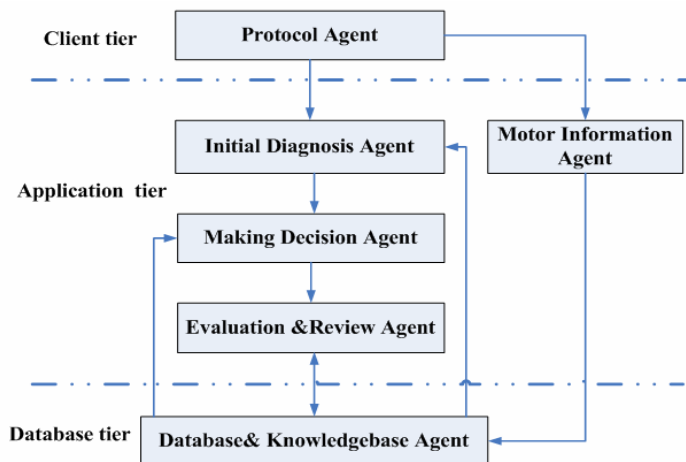 Client tier
Protocol Agent
Initial Diagnosis Agent
Motor Information
Agent
Application tier
Making Decision Agent
Evaluation &Review Agent
Database tier
Database& Knowledgebase Agent